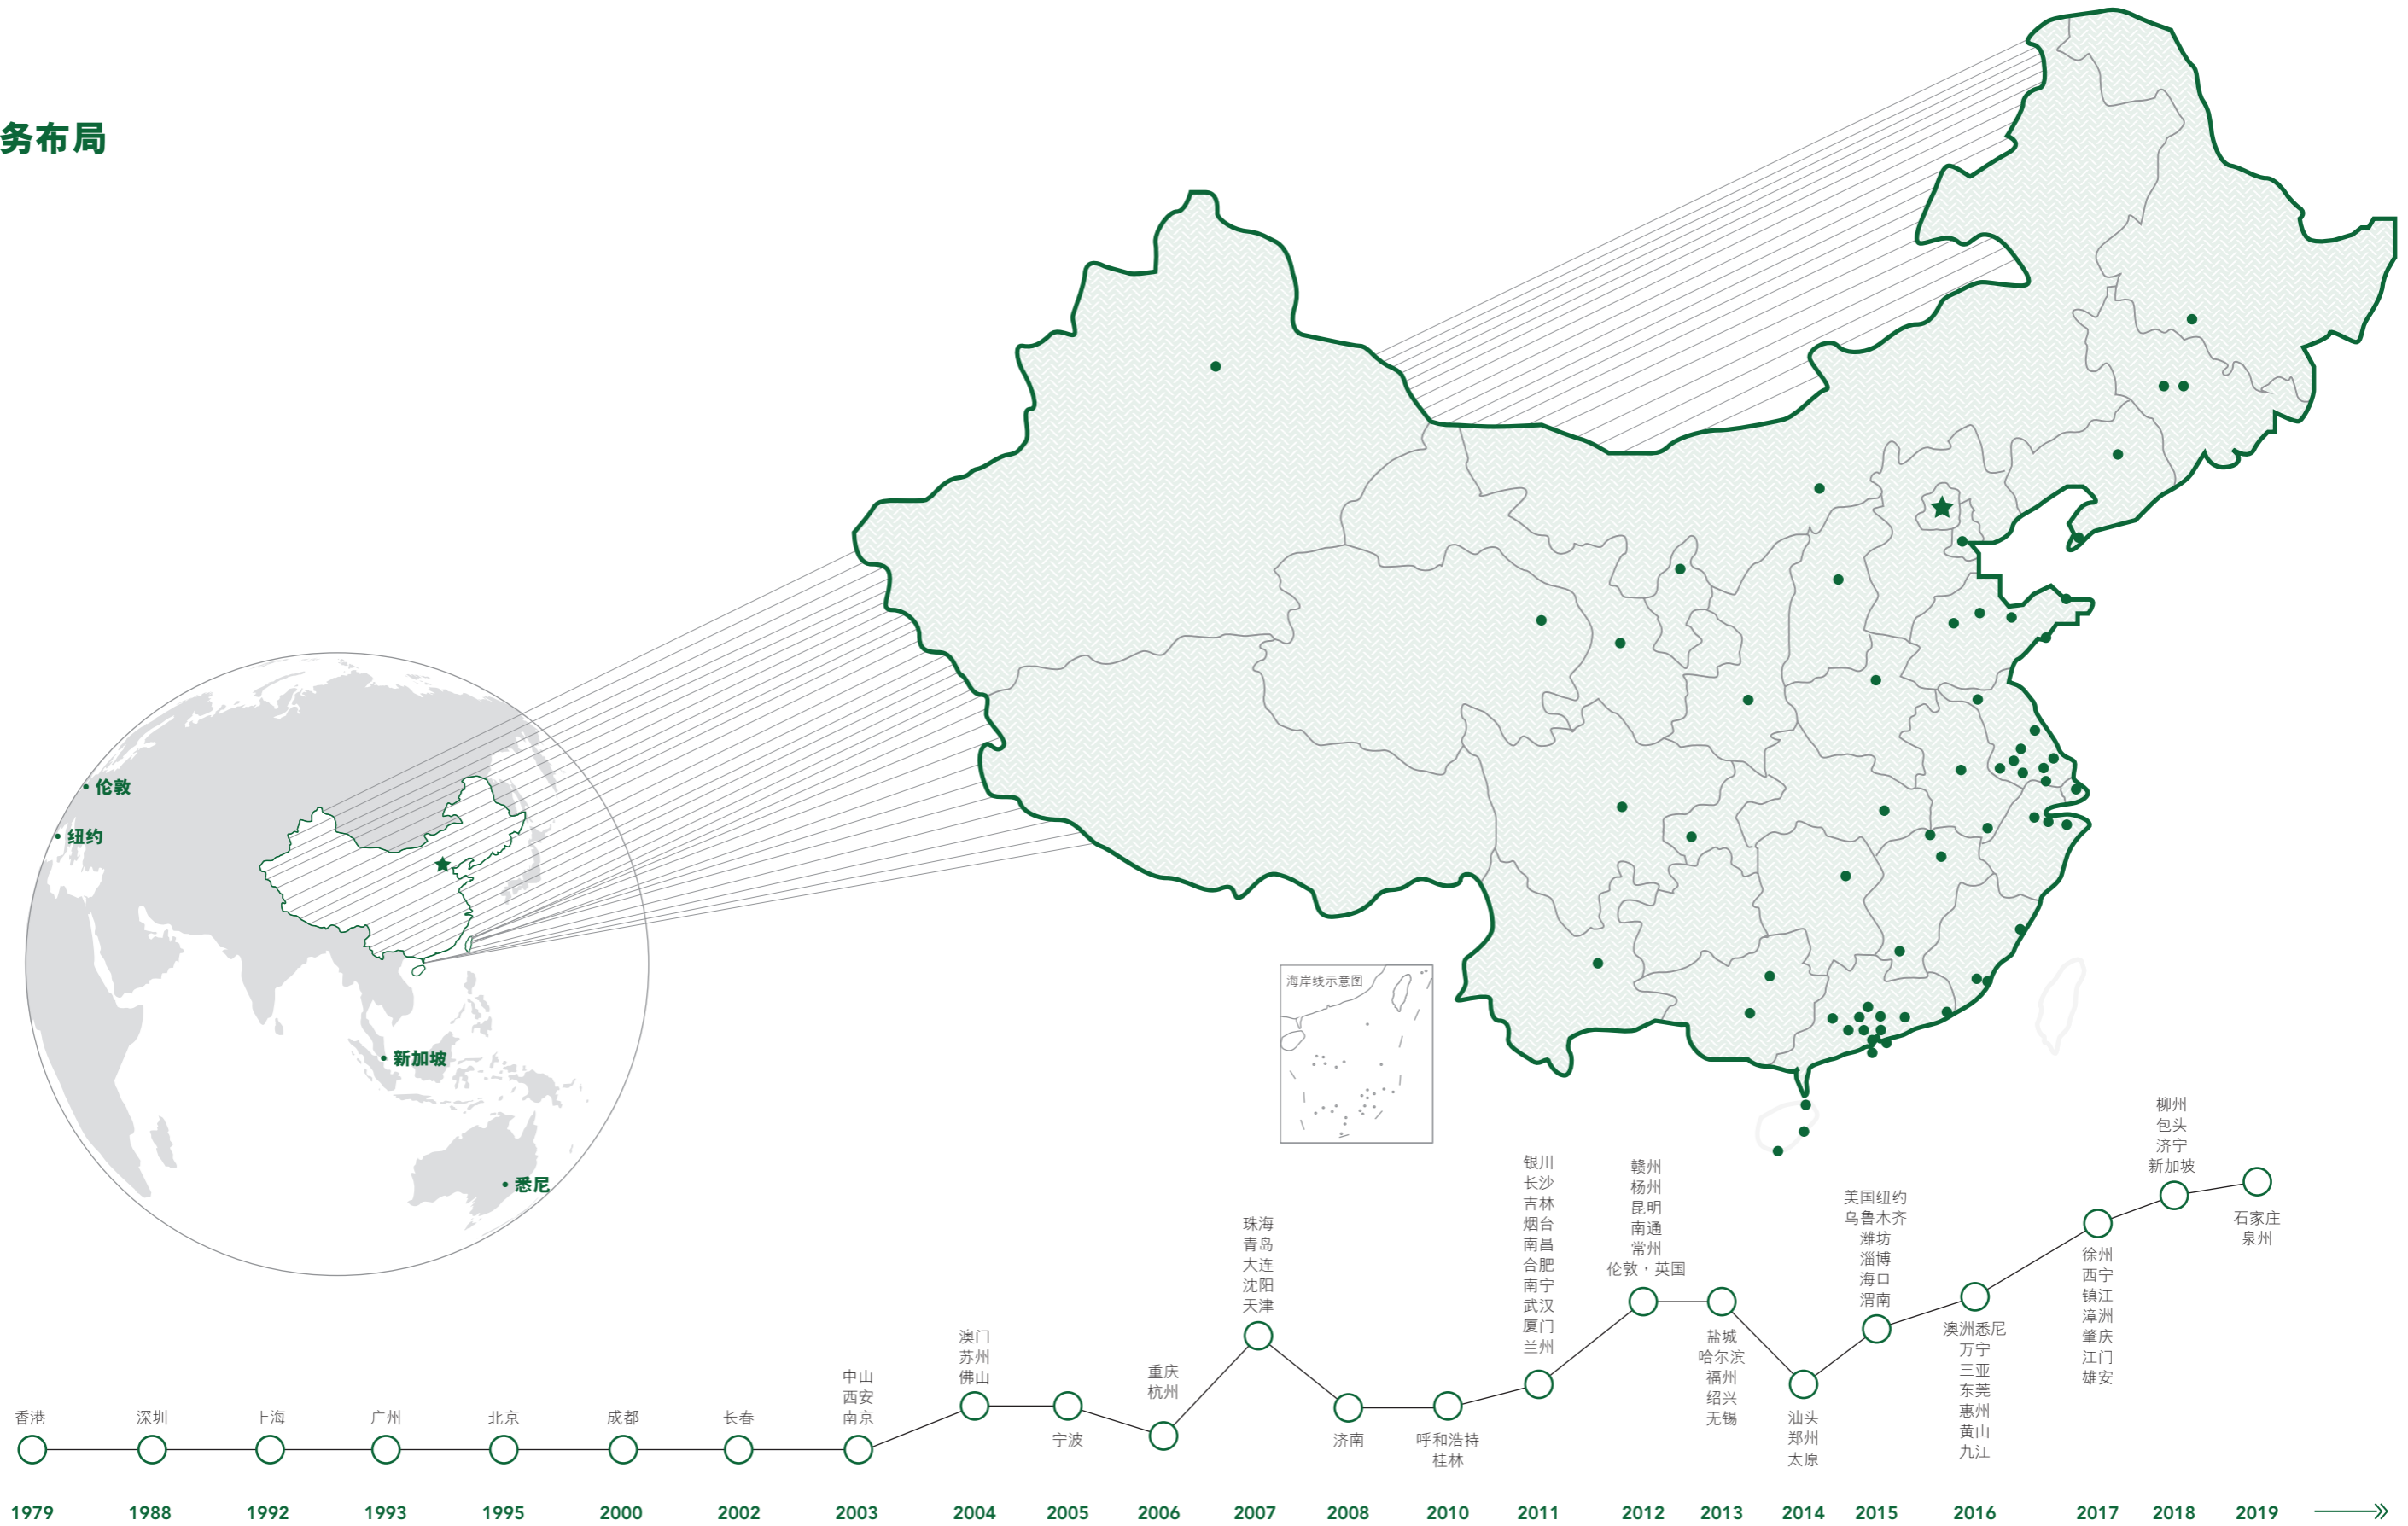 务布局
伦敦
纽约
新加坡
悉尼
海岸线示意图
香港
深圳
上海
广州
北京
成都
长春
中山
西安
南京
澳门
苏州
佛山
宁波
重庆
杭州
珠海
青岛
大连
沈阳
天津
济南
呼和浩持
桂林
银川
长沙
吉林
烟台
南昌
合肥
南宁
武汉
厦门
兰州
赣州
杨州
昆明
南通
常州
伦敦，英国
盐城
哈尔滨
福州
绍兴
无锡
汕头
郑州
太原
美国纽约
乌鲁木齐
潍坊
淄博
海口
渭南
澳洲悉尼
万宁
三亚
东莞
惠州
黄山
九江
徐州
西宁
镇江
漳洲
肇庆
江门
雄安
柳州
包头
济宁
新加坡
石家庄
泉州
1979
1988
1992
1993
1995
2000
2002
2003
2004
2005
2006
2007
2008
2010
2011
2012
2013
2014
2015
2016
2017
2018
2019